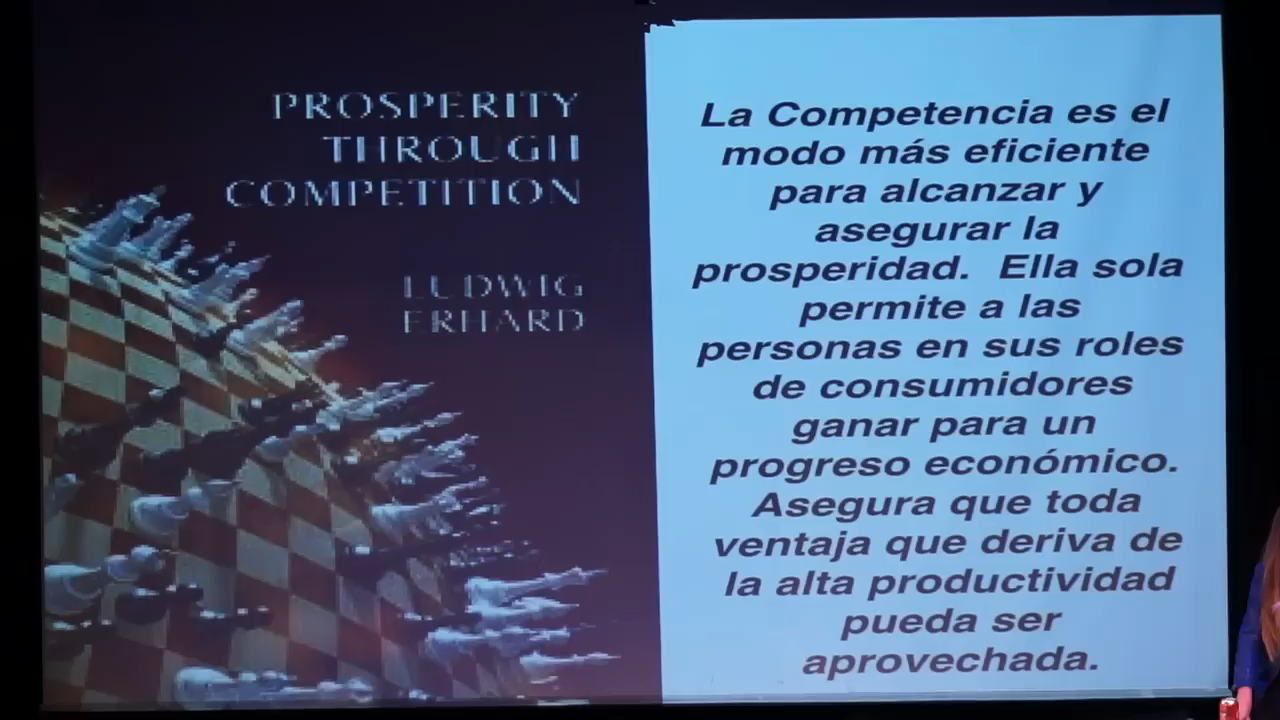 PROSPERITY
THROUGH
COMPETITION
LUDWIG
ERHARD
La Competencia es el
modo más eficiente
para alcanzar y
asegurar la
prosperidad. Ella sola
permite a las
personas en sus roles
de consumidores
ganar para un
progreso económico.
Asegura que toda
ventaja que deriva de
la alta productividad
pueda ser
aprovechada.